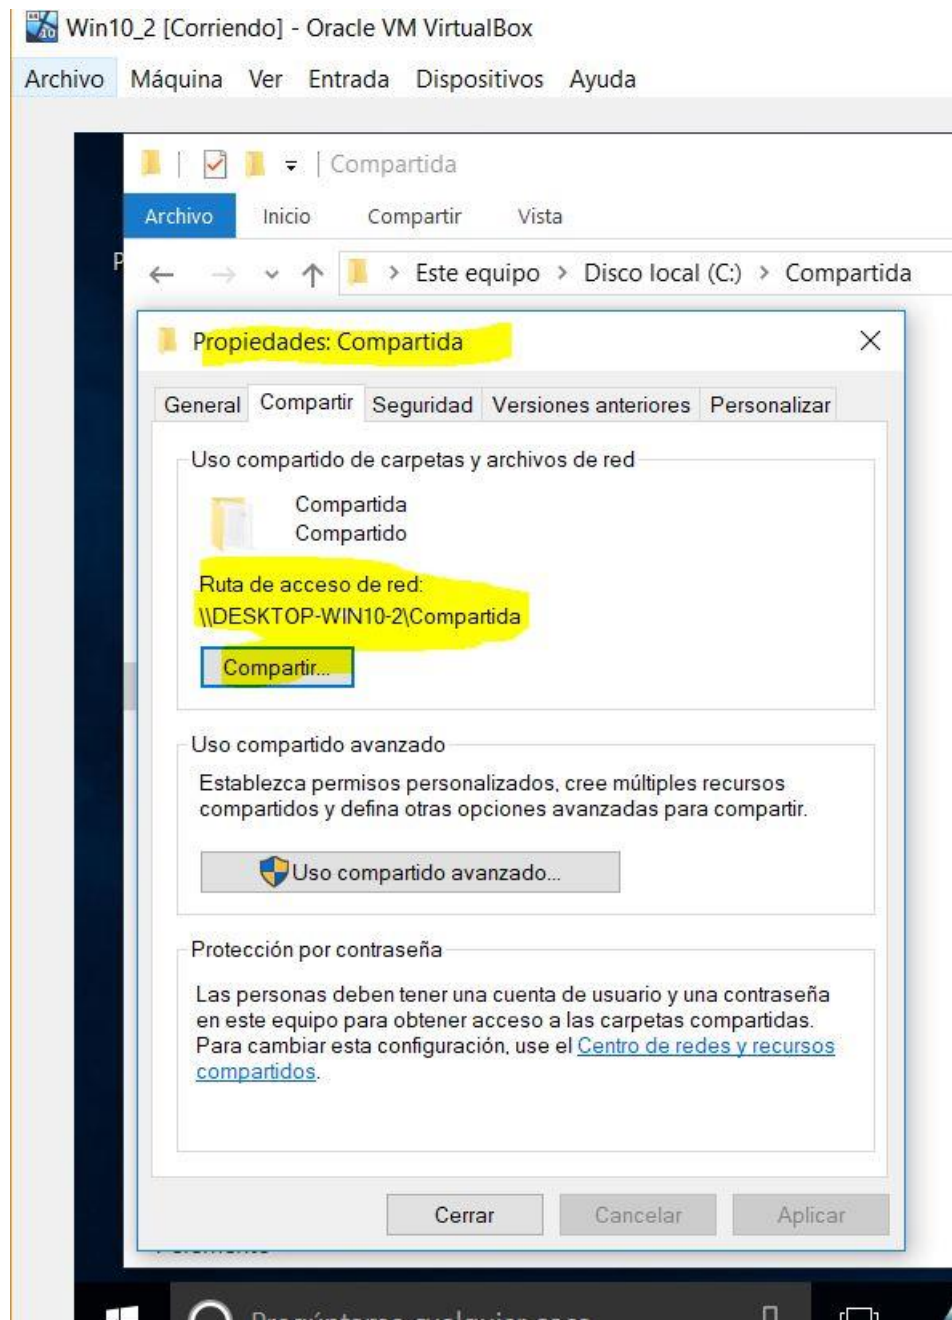 Win10_2 [Corriendo] - Oracle VM VirtualBox
Archivo Máquina Ver Entrada Dispositivos Ayuda
Compartida
Archivo Inicio Compartir Vista
P
Este equipo > Disco local (C:) > Compartida
Propiedades: Compartida
General Compartir Seguridad Versiones anteriores Personalizar
Uso compartido de carpetas y archivos de red
Compartida
Compartido
Ruta de acceso de red:
\\DESKTOP-WIN10-2\Compartida
Compartir...
Uso compartido avanzado
Establezca permisos personalizados, cree múltiples recursos
compartidos y defina otras opciones avanzadas para compartir.
Uso compartido avanzado...
Protección por contraseña
Las personas deben tener una cuenta de usuario y una contraseña
en este equipo para obtener acceso a las carpetas compartidas.
Para cambiar esta configuración, use el Centro de redes y recursos
compartidos.
Cerrar Cancelar Aplicar
Pregúntame cualquier cosa